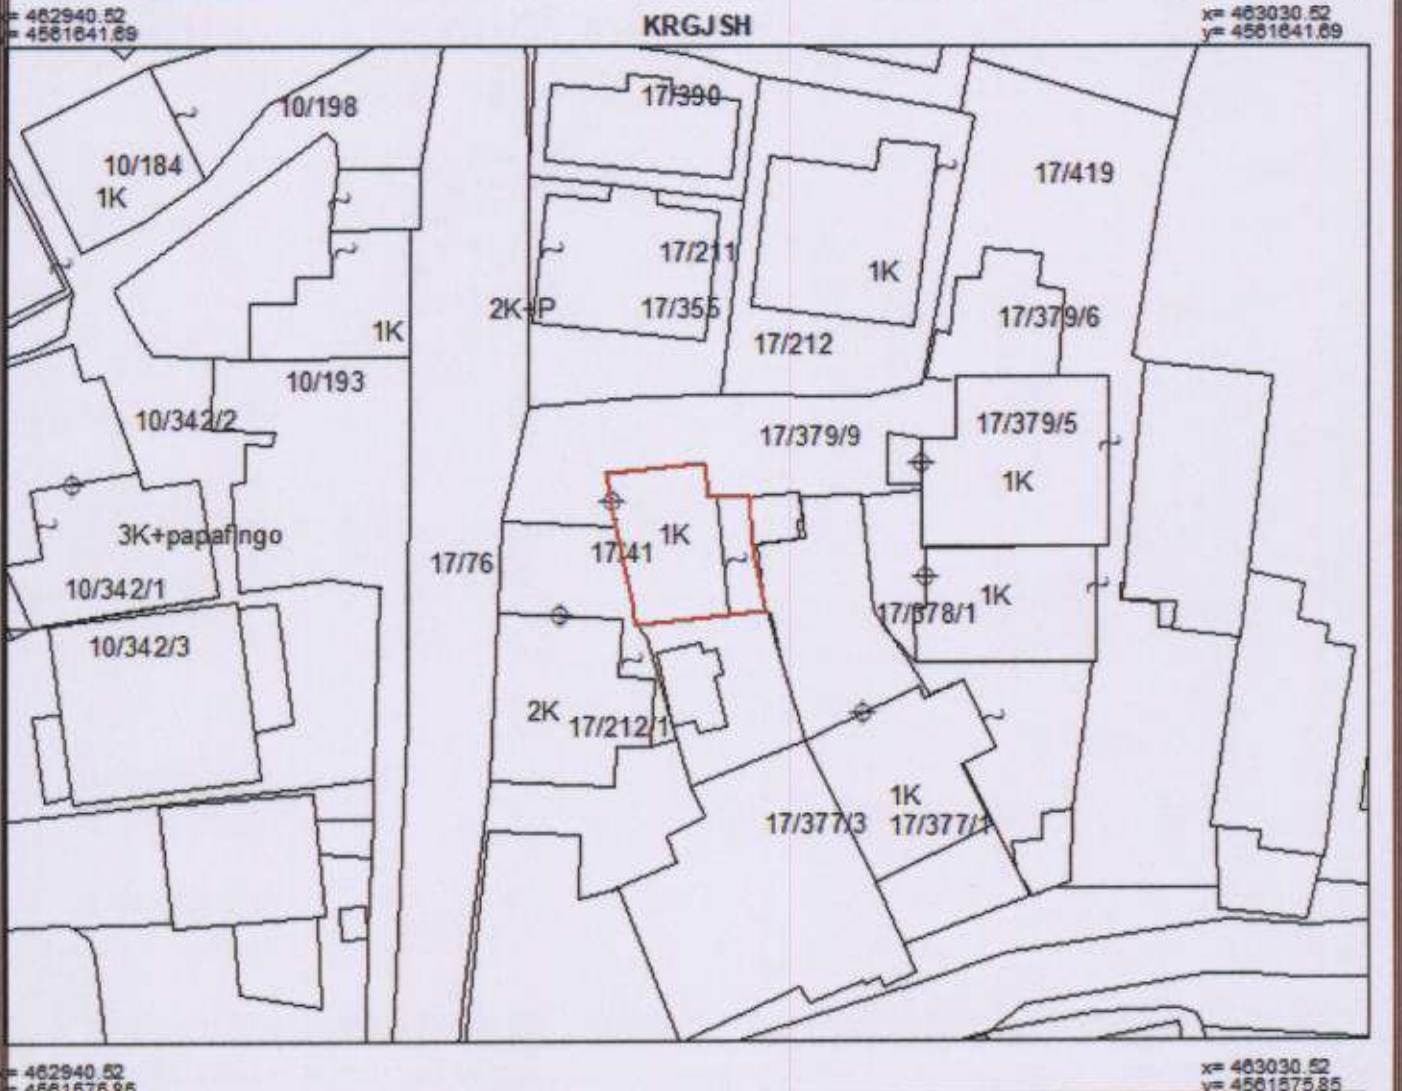 x= 462940.52
y= 4561641.69
KRGJSH
x= 463030.52
y= 4561641.69
17/390
10/198
10/184
1K
17/419
17/211
1K
2K+P
17/355
17/379/6
1K
17/212
10/193
10/342/2
17/379/9
17/379/5
1K
3K+papafingo
1K
17/41
17/76
10/342/1
1K
17/378/1
10/342/3
2K
17/212/1
1K
17/377/3
17/377/1
x= 462940.52
y= 4561575.85
x= 463030.52
y= 4561575.85